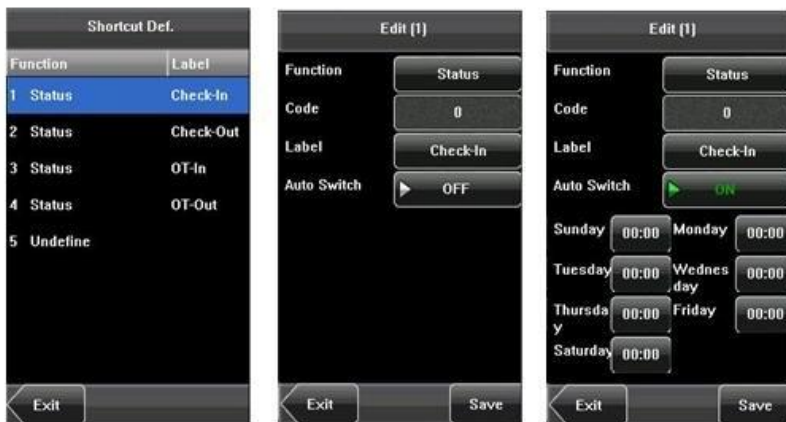 Shortcut Def.
Function Label
1 Status Check-In
2 Status Check-Out
3 Status OT-In
4 Status OT-Out
5 Undefine
Exit
Edit (1)
Function Status
Code 0
Label Check-In
Auto Switch OFF
Exit Save
Edit (1)
Function Status
Code 0
Label Check-In
Auto Switch ON
Sunday 00:00 Monday 00:00
Tuesday 00:00 Wednes
day 00:00
Thursda
y 00:00 Friday 00:00
Saturday 00:00
Exit Save